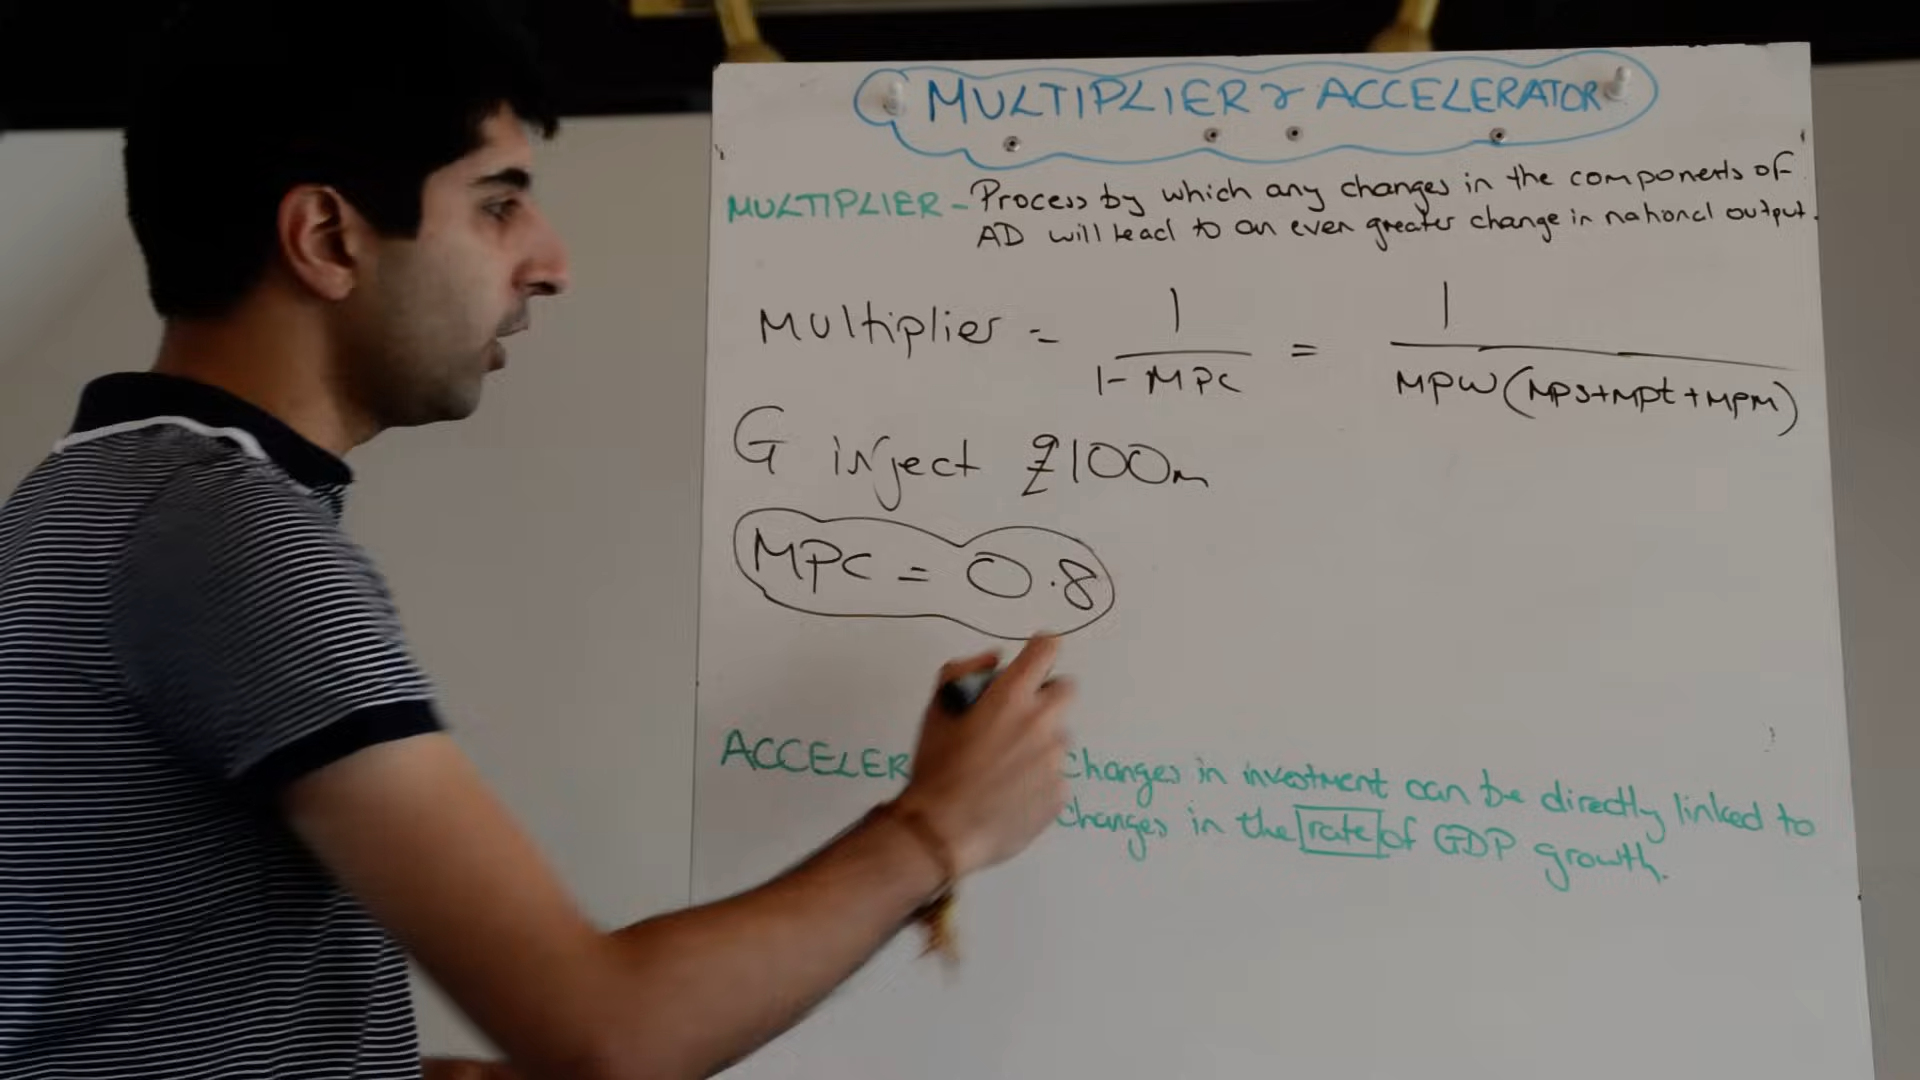 MULTIPLIER & ACCELERATOR
MULTIPLIER - Process by which any changes in the components of
AD will lead to an even greater change in national output.
Multiplier = 1 / 1 - MPC = 1 / MPW (MPS + MPt + MPM)
G inject £100m
MPC = 0.8
ACCELER changes in investment can be directly linked to
changes in the rate of GDP growth.